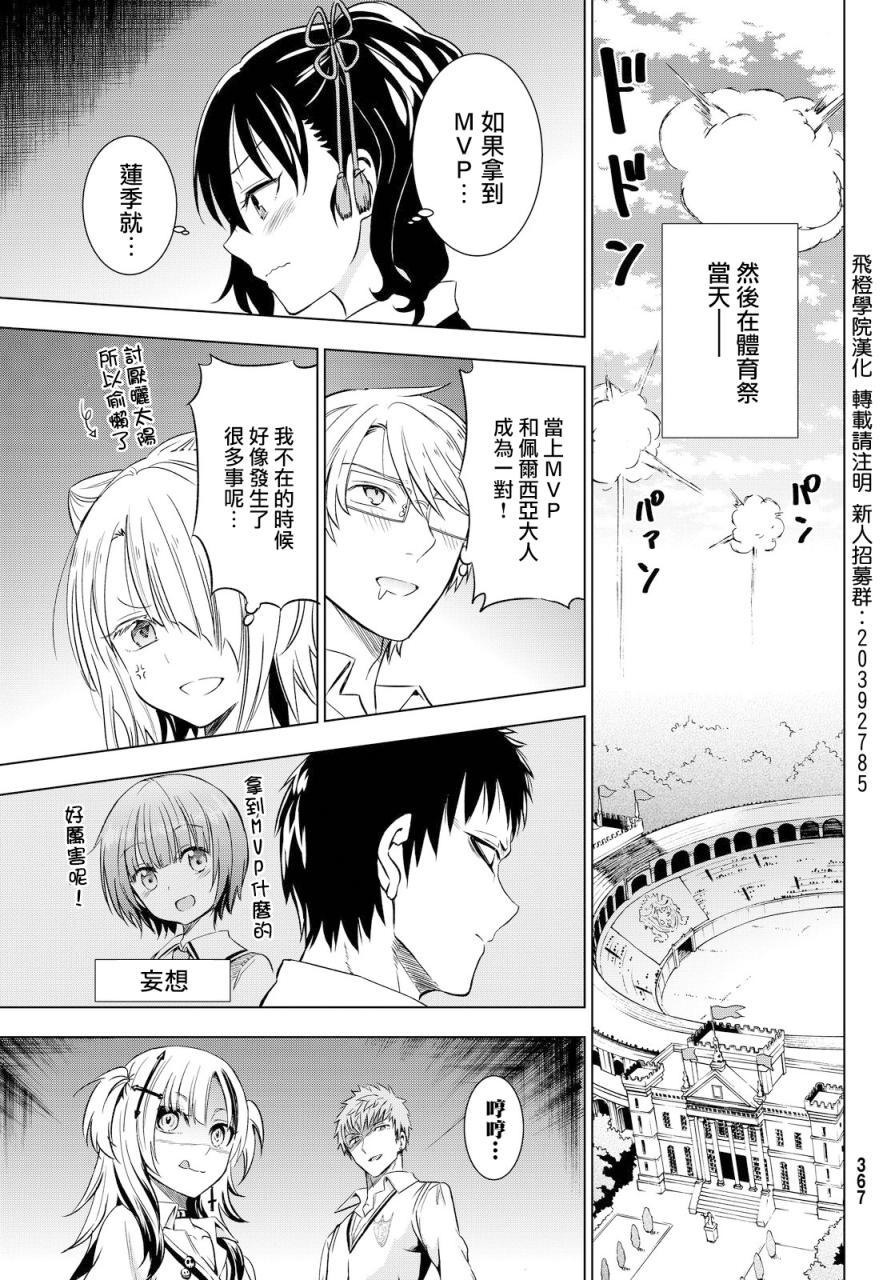 ドドン
然後在體育祭
當天——
パン
パァン
如果拿到
MVP…
蓮季就…
當上MVP
和佩爾西亞大人
成為一對！
我不在的時候
好像發生了
很多事呢…
討厭曬太陽
所以偷懶了
拿到MVP什麼的
好厲害呢！
妄想
哼哼…
飛橙學院漢化 轉載請注明 新人招募群：20392785
367